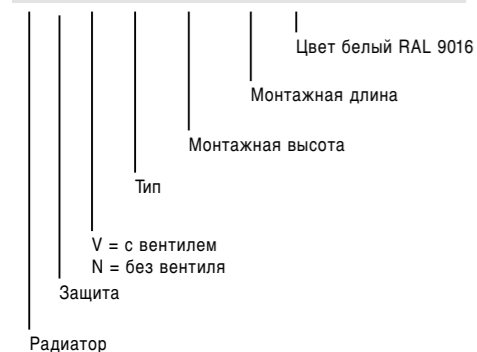 Цвет белый RAL 9016
Монтажная длина
Монтажная высота
Тип
V = с вентилем
N = без вентиля
Защита
Радиатор